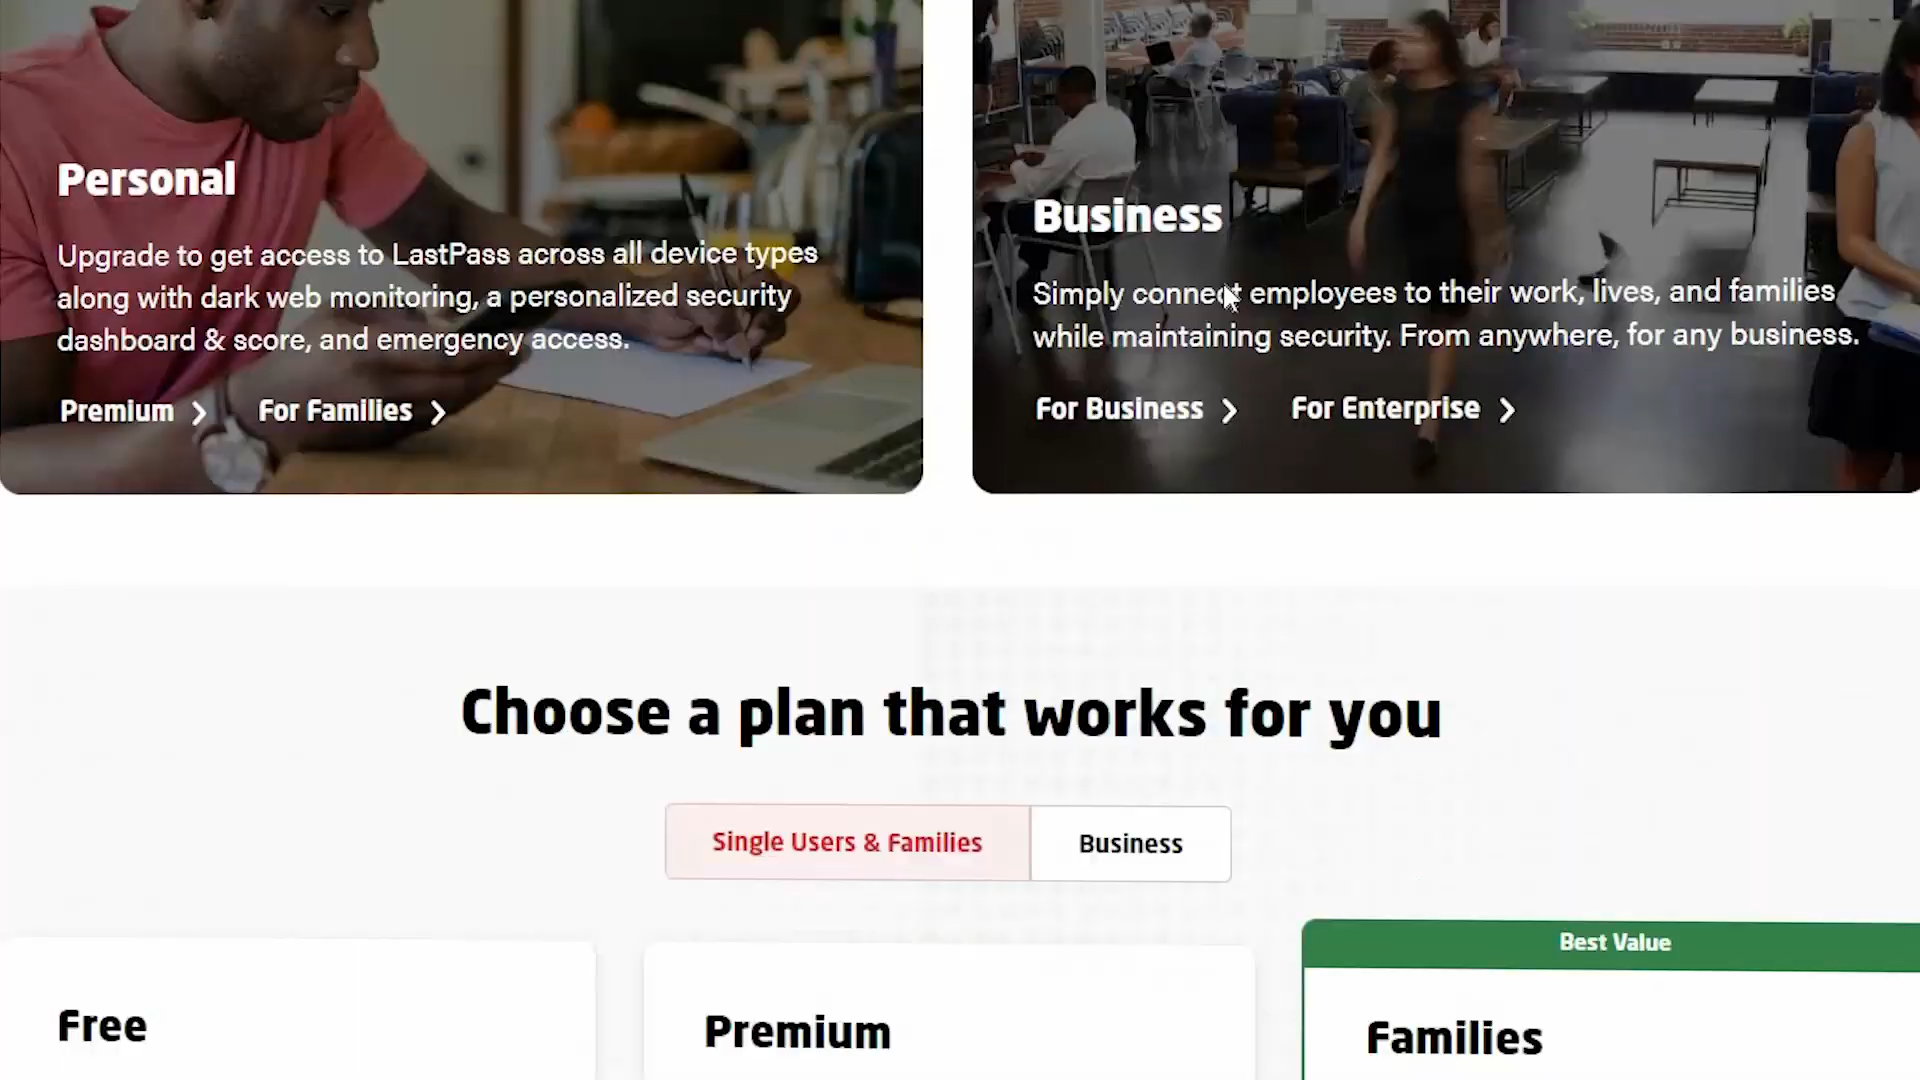 Personal
Upgrade to get access to LastPass across all device types
along with dark web monitoring, a personalized security
dashboard & score, and emergency access.
Premium
For Families
Business
Simply connect employees to their work, lives, and families
while maintaining security. From anywhere, for any business.
For Business
For Enterprise
Choose a plan that works for you
Single Users & Families
Business
Free
Premium
Best Value
Families